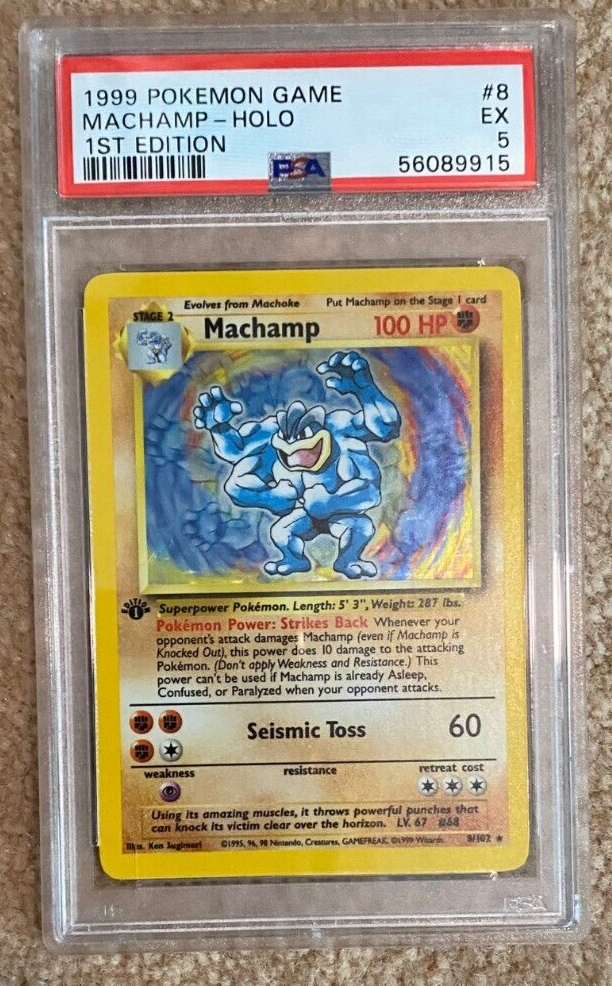 1999 POKEMON GAME #8
MACHAMP - HOLO EX
1ST EDITION 5
PSA 56089915
Evolves from Machoke Put Machamp on the Stage 1 card
STAGE 2
Machamp 100 HP
EDITION
1
Superpower Pokémon. Length: 5' 3", Weight: 287 lbs.
Pokémon Power: Strikes Back Whenever your
opponent's attack damages Machamp (even if Machamp is
Knocked Out), this power does 10 damage to the attacking
Pokémon. (Don't apply Weakness and Resistance.) This
power can't be used if Machamp is already Asleep,
Confused, or Paralyzed when your opponent attacks.
Seismic Toss 60
weakness resistance retreat cost
Using its amazing muscles, it throws powerful punches that
can knock its victim clear over the horizon. LV. 67 #68
Illus. Ken Sugimori ©1995, 96, 98 Nintendo, Creatures, GAMEFREAK. ©1999 Wizards. 8/102 ★
PSA